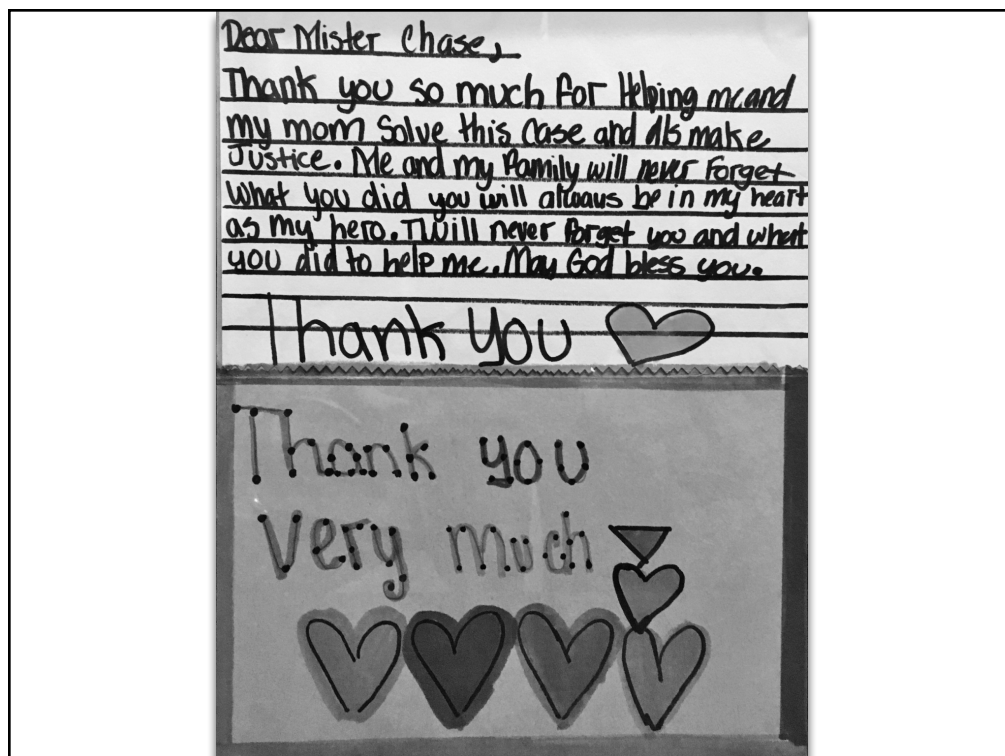 Dear Mister Chase,
Thank you so much for Helping me and
my mom Solve this Case and make
Justice. Me and my Family will never Forget
what you did you will always be in my heart
as my hero. I Will never Forget you and what
you did to help me. May God bless you.
Thank You
Thank you
very much